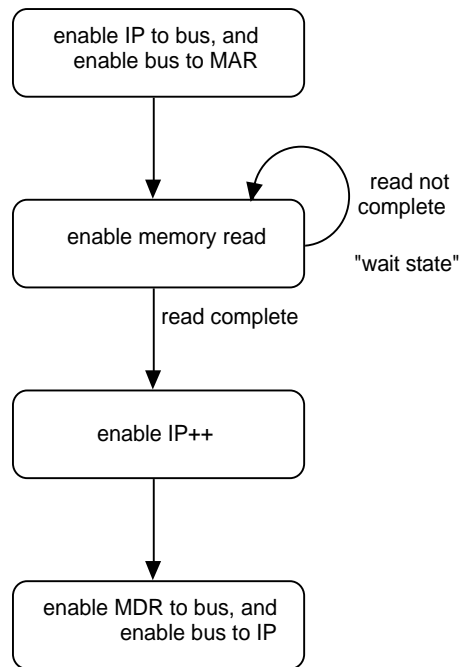 enable IP to bus, and
enable bus to MAR
read not
complete
enable memory read
"wait state"
read complete
enable IP++
enable MDR to bus, and
enable bus to IP